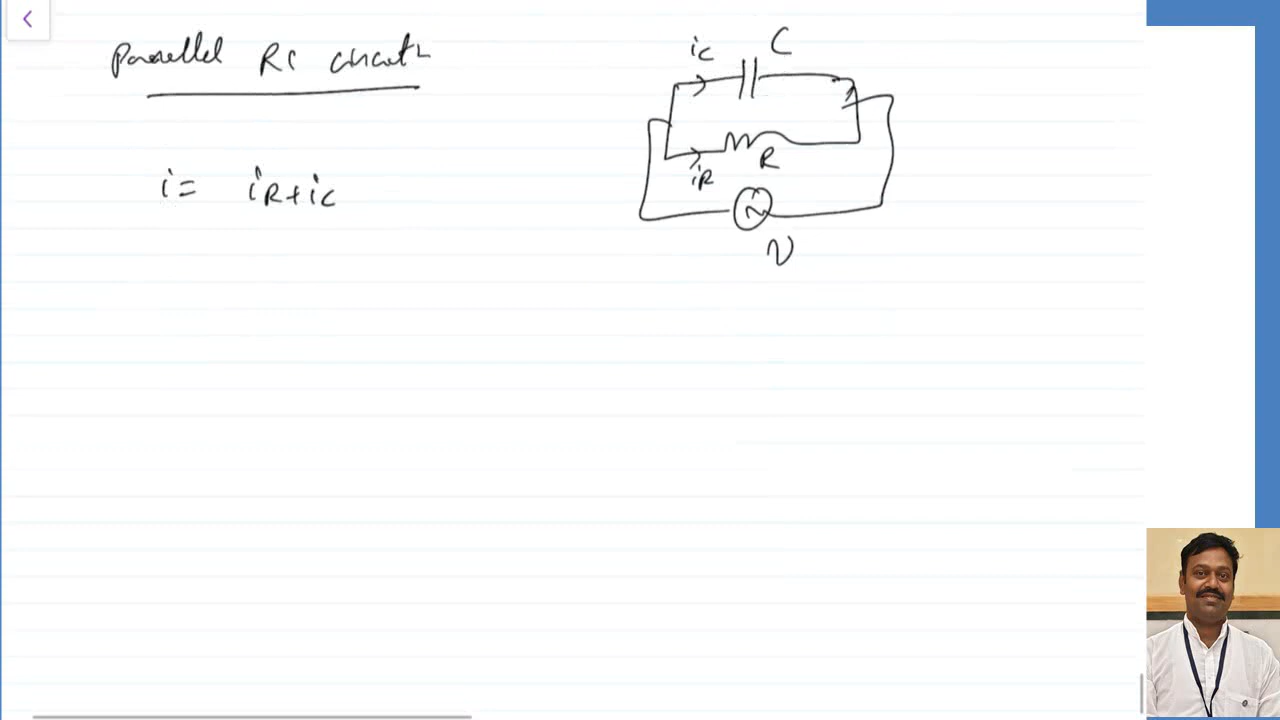 Parallel RC circuit
i = iR + iC
iC
C
iR
R
V